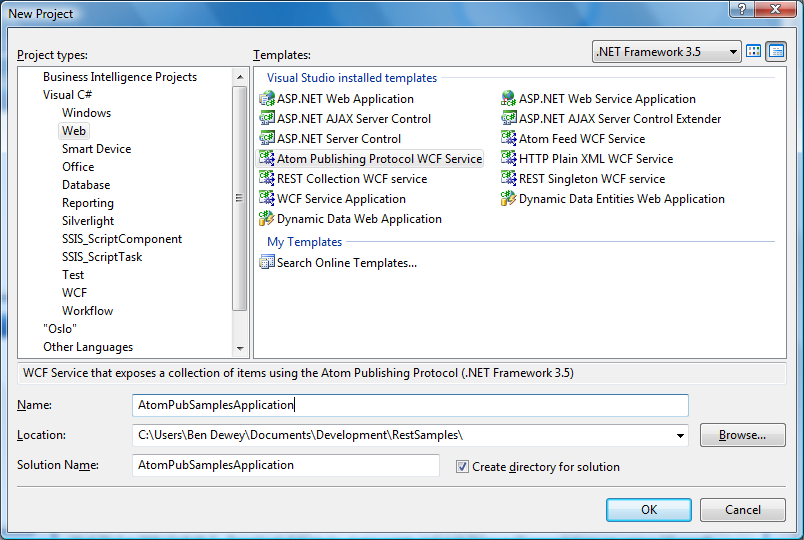 New Project
Project types:
Templates:
.NET Framework 3.5
Business Intelligence Projects
Visual C#
Windows
Web
Smart Device
Office
Database
Reporting
Silverlight
SSIS_ScriptComponent
SSIS_ScriptTask
Test
WCF
Workflow
"Oslo"
Other Languages
Visual Studio installed templates
ASP.NET Web Application
ASP.NET Web Service Application
ASP.NET AJAX Server Control
ASP.NET AJAX Server Control Extender
ASP.NET Server Control
Atom Feed WCF Service
Atom Publishing Protocol WCF Service
HTTP Plain XML WCF Service
REST Collection WCF service
REST Singleton WCF service
WCF Service Application
Dynamic Data Entities Web Application
Dynamic Data Web Application
My Templates
Search Online Templates...
WCF Service that exposes a collection of items using the Atom Publishing Protocol (.NET Framework 3.5)
Name:
AtomPubSamplesApplication
Location:
C:\Users\Ben Dewey\Documents\Development\RestSamples\
Browse...
Solution Name:
AtomPubSamplesApplication
Create directory for solution
OK
Cancel